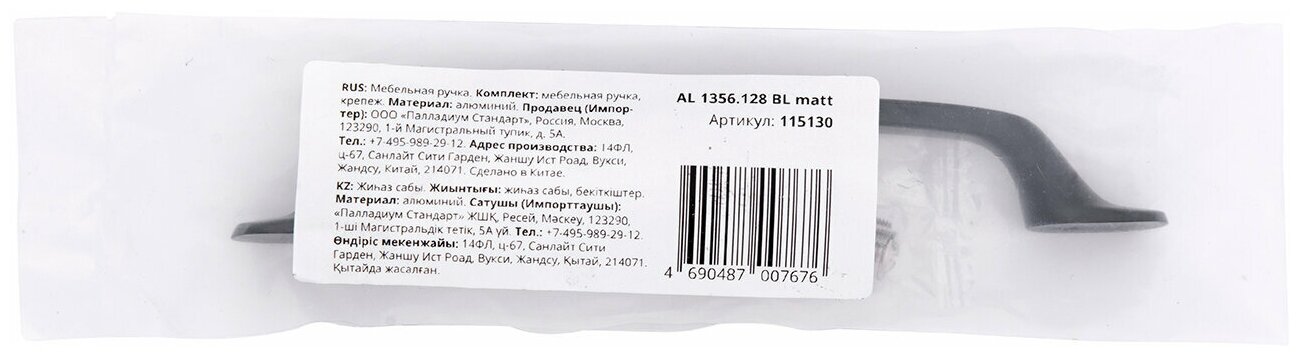 RUS: Мебельная ручка. Комплект: мебельная ручка,
крепеж. Материал: алюминий. Продавец (Импор-
тер): ООО «Палладиум Стандарт», Россия, Москва,
123290, 1-й Магистральный тупик, д. 5А.
Тел.: +7-495-989-29-12. Адрес производства: 14ФЛ,
ц-67, Санлайт Сити Гарден, Жаншу Ист Роад, Вукси,
Жандсу, Китай, 214071. Сделано в Китае.
KZ: Жиһаз сабы. Жиынтығы: жиһаз сабы, бекіткіштер.
Материал: алюминий. Сатушы (Импорттаушы):
«Палладиум Стандарт» ЖШҚ, Ресей, Мәскеу, 123290,
1-ші Магистральдік тетік, 5А үй. Тел.: +7-495-989-29-12.
Өндіріс мекенжайы: 14ФЛ, ц-67, Санлайт Сити
Гарден, Жаншу Ист Роад, Вукси, Жандсу, Қытай, 214071.
Қытайда жасалған.
AL 1356.128 BL matt
Артикул: 115130
4 690487 007676